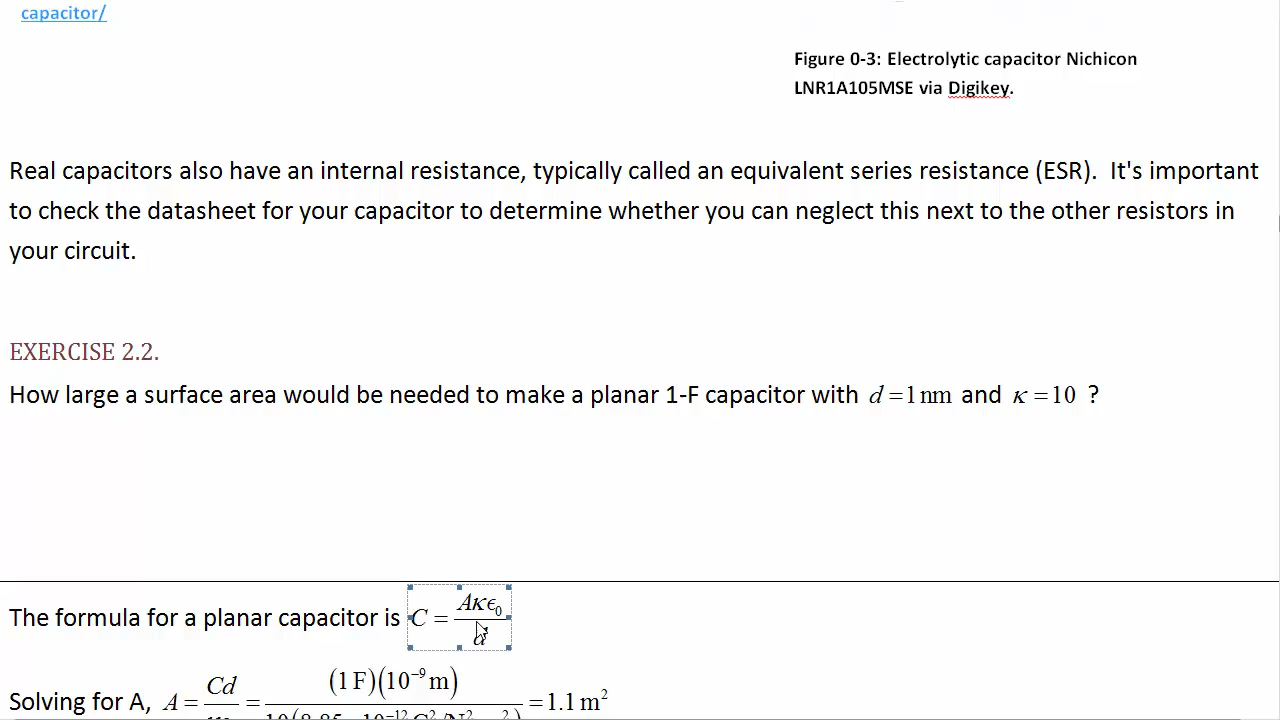 capacitor/
Figure 0-3: Electrolytic capacitor Nichicon
LNR1A105MSE via Digikey.
Real capacitors also have an internal resistance, typically called an equivalent series resistance (ESR). It's important
to check the datasheet for your capacitor to determine whether you can neglect this next to the other resistors in
your circuit.
EXERCISE 2.2.
How large a surface area would be needed to make a planar 1-F capacitor with d = 1 nm and κ = 10 ?
The formula for a planar capacitor is C = Aκϵ₀ / d
Solving for A, A = Cd = (1 F)(10⁻⁹ m) = 1.1 m²